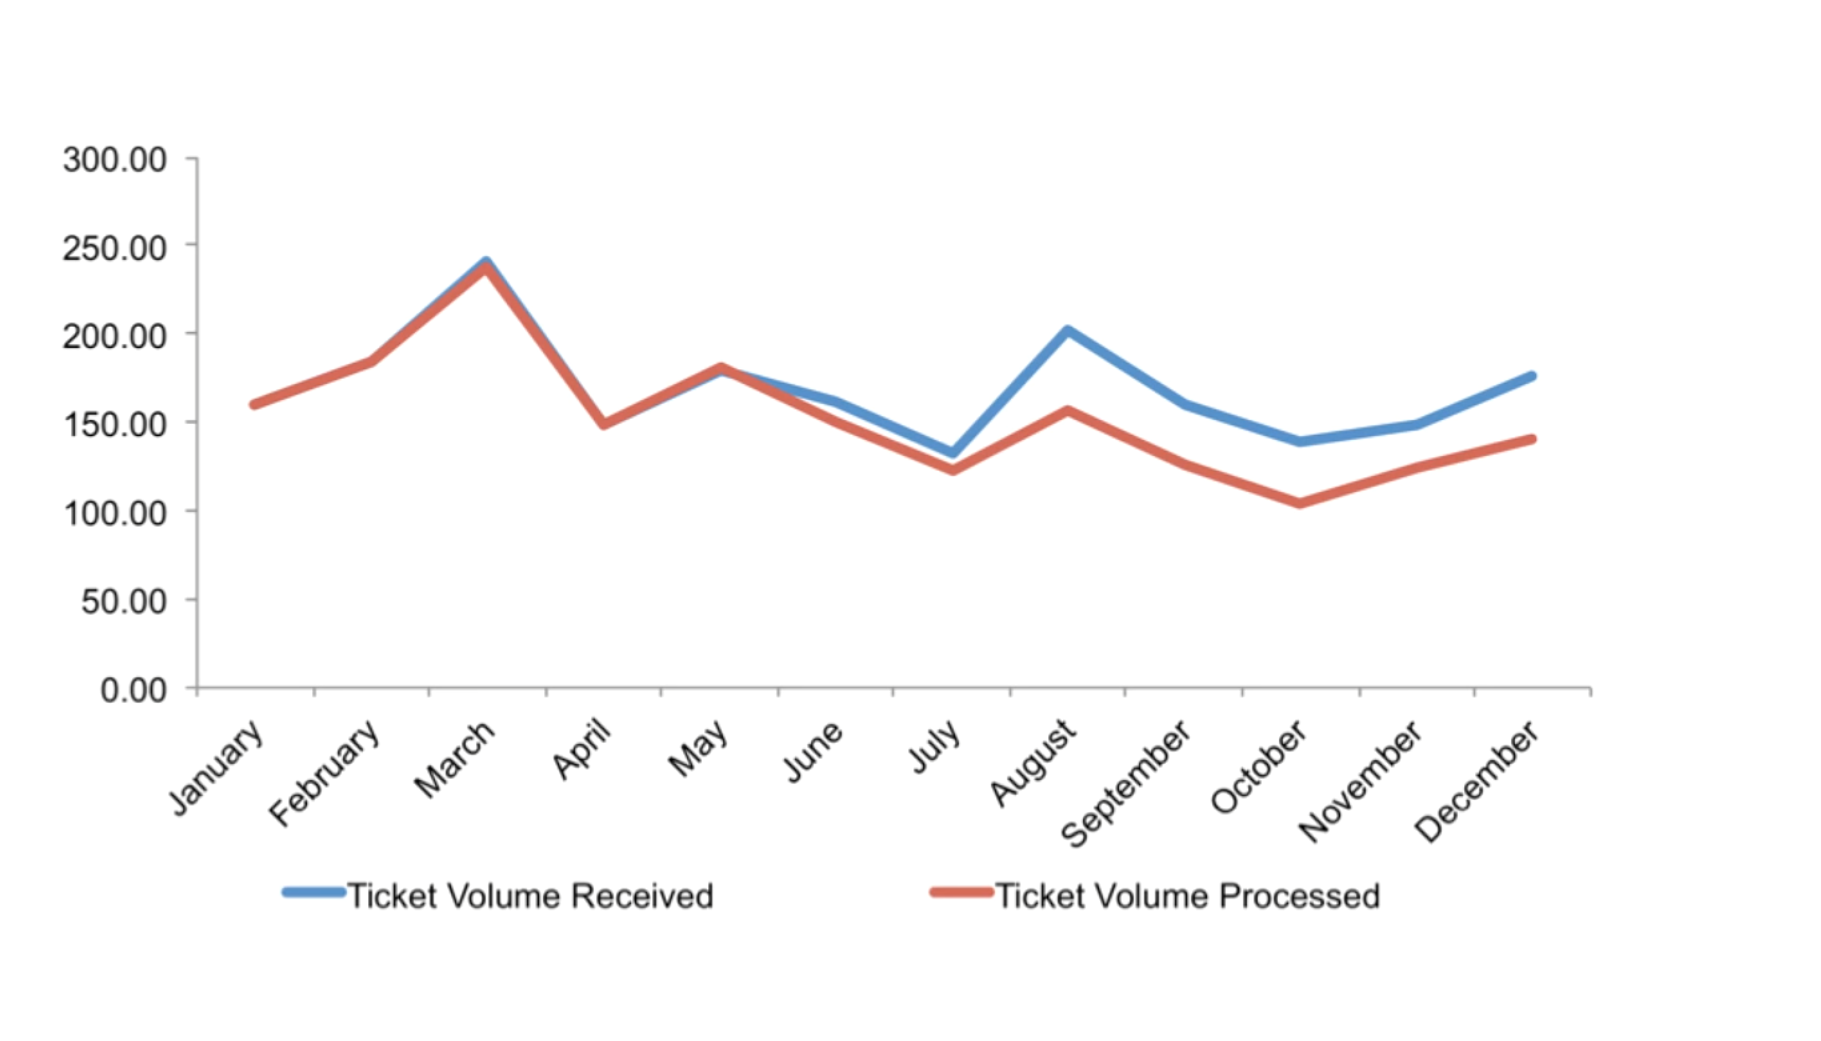 300.00
250.00
200.00
150.00
100.00
50.00
0.00
January
February
March
April
May
June
July
August
September
October
November
December
Ticket Volume Received
Ticket Volume Processed